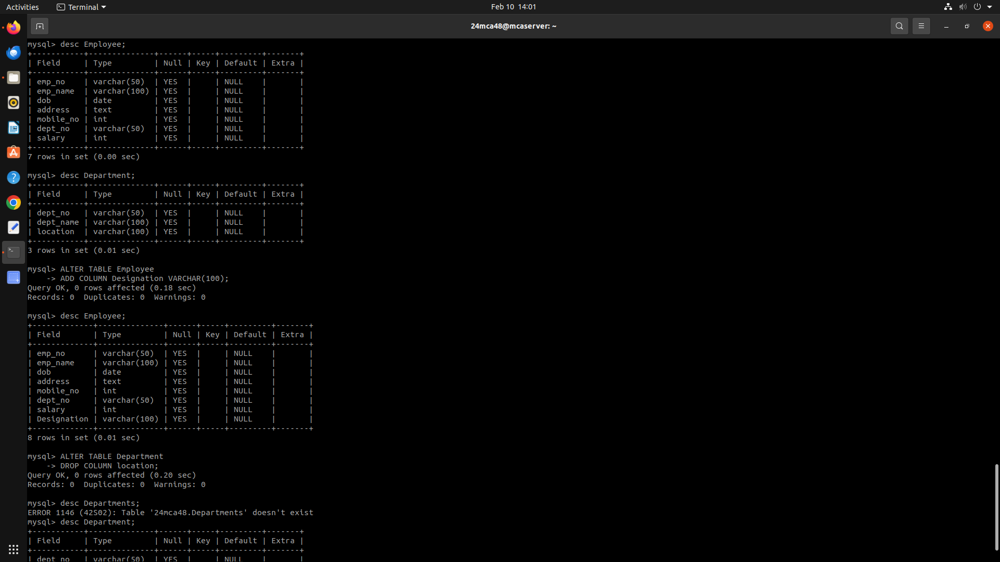 Activities
Terminal
Feb 10 14:01
24mca48@mcaserver: ~
mysql> desc Employee;
+-----------+--------------+------+-----+---------+-------+
| Field     | Type         | Null | Key | Default | Extra |
+-----------+--------------+------+-----+---------+-------+
| emp_no    | varchar(50)  | YES  |     | NULL    |       |
| emp_name  | varchar(100) | YES  |     | NULL    |       |
| dob       | date         | YES  |     | NULL    |       |
| address   | text         | YES  |     | NULL    |       |
| mobile_no | int          | YES  |     | NULL    |       |
| dept_no   | varchar(50)  | YES  |     | NULL    |       |
| salary    | int          | YES  |     | NULL    |       |
+-----------+--------------+------+-----+---------+-------+
7 rows in set (0.00 sec)
mysql> desc Department;
+-----------+--------------+------+-----+---------+-------+
| Field     | Type         | Null | Key | Default | Extra |
+-----------+--------------+------+-----+---------+-------+
| dept_no   | varchar(50)  | YES  |     | NULL    |       |
| dept_name | varchar(100) | YES  |     | NULL    |       |
| location  | varchar(100) | YES  |     | NULL    |       |
+-----------+--------------+------+-----+---------+-------+
3 rows in set (0.01 sec)
mysql> ALTER TABLE Employee
    -> ADD COLUMN Designation VARCHAR(100);
Query OK, 0 rows affected (0.18 sec)
Records: 0  Duplicates: 0  Warnings: 0
mysql> desc Employee;
+-------------+--------------+------+-----+---------+-------+
| Field       | Type         | Null | Key | Default | Extra |
+-------------+--------------+------+-----+---------+-------+
| emp_no      | varchar(50)  | YES  |     | NULL    |       |
| emp_name    | varchar(100) | YES  |     | NULL    |       |
| dob         | date         | YES  |     | NULL    |       |
| address     | text         | YES  |     | NULL    |       |
| mobile_no   | int          | YES  |     | NULL    |       |
| dept_no     | varchar(50)  | YES  |     | NULL    |       |
| salary      | int          | YES  |     | NULL    |       |
| Designation | varchar(100) | YES  |     | NULL    |       |
+-------------+--------------+------+-----+---------+-------+
8 rows in set (0.01 sec)
mysql> ALTER TABLE Department
    -> DROP COLUMN location;
Query OK, 0 rows affected (0.20 sec)
Records: 0  Duplicates: 0  Warnings: 0
mysql> desc Departments;
ERROR 1146 (42S02): Table '24mca48.Departments' doesn't exist
mysql> desc Department;
+-----------+--------------+------+-----+---------+-------+
| Field     | Type         | Null | Key | Default | Extra |
+-----------+--------------+------+-----+---------+-------+
| dept_no   | varchar(50)  | YES  |     | NULL    |       |